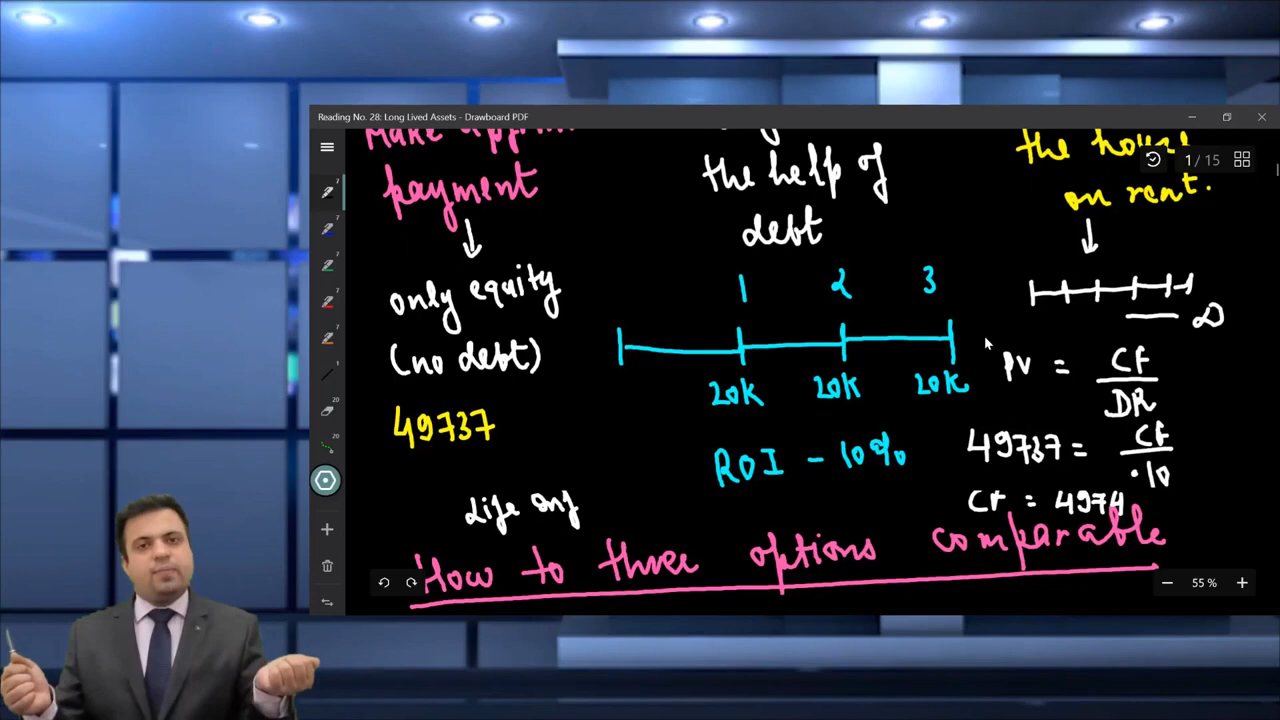 Reading No. 28: Long Lived Assets - Drawboard PDF
1 / 15
payment
only equity
(no debt)
49737
the help of
debt
1 2 3
20K 20K 20K
ROI - 10%
the house
on rent.
∞
PV = CF
DR
49737 = CF
.10
CF = 4974
Life
How to three options comparable
55 %